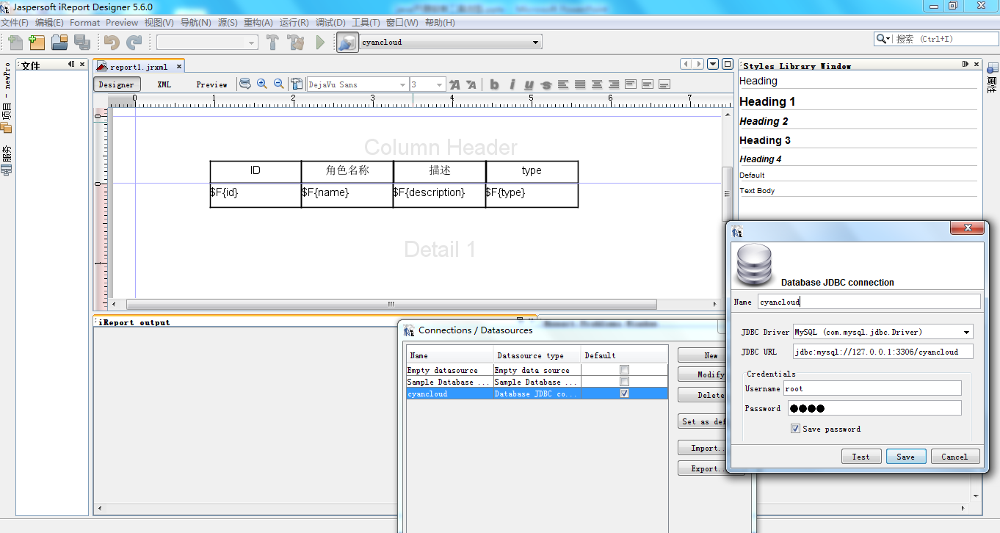 Jaspersoft iReport Designer 5.6.0
文件(F) 编辑(E) Format Preview 视图(V) 导航(N) 源(S) 重构(A) 运行(R) 调试(D) 工具(T) 窗口(W) 帮助(H)
cyancloud
搜索 (Ctrl+I)
文件
report1.jrxml
Designer XML Preview
DejaVu Sans 3
0 1 2 3 4 5 6 7
0
0
1
项目 - newPro
服务
Column Header
ID 角色名称 描述 type
$F{id} $F{name} $F{description} $F{type}
Detail 1
Styles Library Window
Heading
Heading 1
Heading 2
Heading 3
Heading 4
Default
Text Body
iReport output
Report Problems Window
Connections / Datasources
Name Datasource type Default
Empty datasource Empty data source
Sample Database ... Sample Database ...
cyancloud Database JDBC co...
New
Modify
Delete
Set as def
Import..
Export..
Database JDBC connection
Name cyancloud
JDBC Driver MySQL (com.mysql.jdbc.Driver)
JDBC URL jdbc:mysql://127.0.0.1:3306/cyancloud
Credentials
Username root
Password ●●●●
Save password
Test Save Cancel